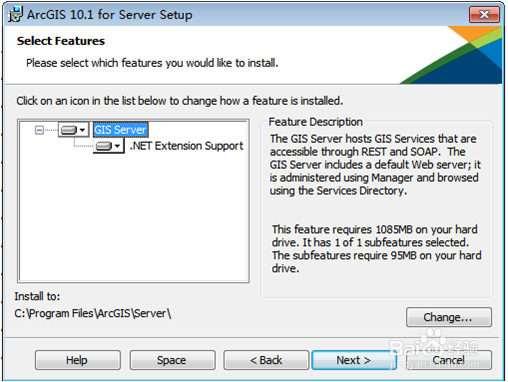 ArcGIS 10.1 for Server Setup
Select Features
Please select which features you would like to install.
Click on an icon in the list below to change how a feature is installed.
GIS Server
.NET Extension Support
Feature Description
The GIS Server hosts GIS Services that are
accessible through REST and SOAP. The
GIS Server includes a default Web server; it
is administered using Manager and browsed
using the Services Directory.
This feature requires 1085MB on your hard
drive. It has 1 of 1 subfeatures selected.
The subfeatures require 95MB on your hard
drive.
Install to:
C:\Program Files\ArcGIS\Server\
Change...
Help
Space
< Back
Next >
Cancel
Baidu 经验